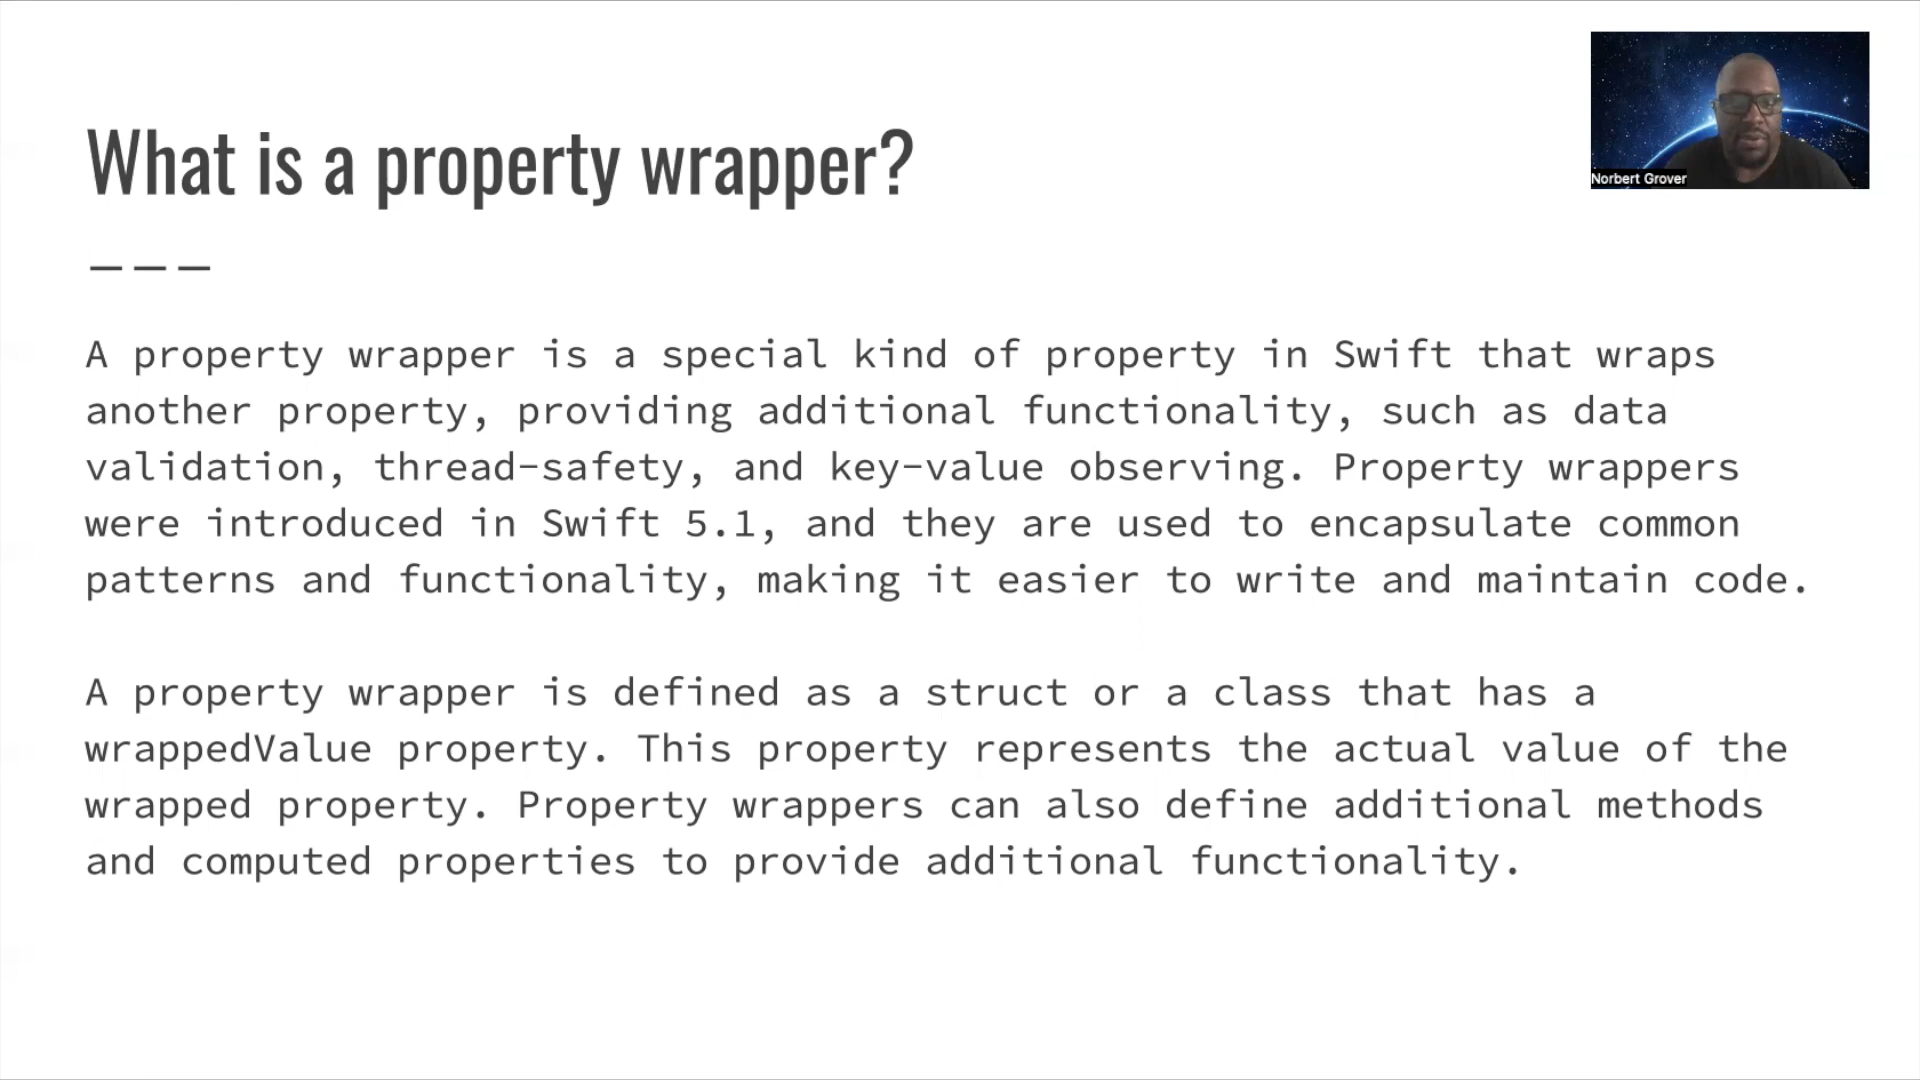 What is a property wrapper?
Norbert Grover
A property wrapper is a special kind of property in Swift that wraps
another property, providing additional functionality, such as data
validation, thread-safety, and key-value observing. Property wrappers
were introduced in Swift 5.1, and they are used to encapsulate common
patterns and functionality, making it easier to write and maintain code.
A property wrapper is defined as a struct or a class that has a
wrappedValue property. This property represents the actual value of the
wrapped property. Property wrappers can also define additional methods
and computed properties to provide additional functionality.